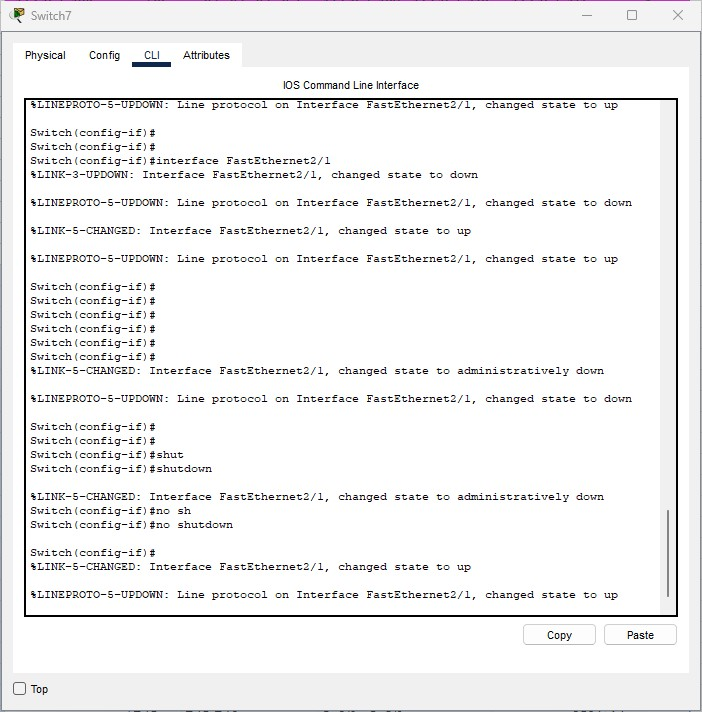 Switch7
Physical Config CLI Attributes
IOS Command Line Interface
%LINEPROTO-5-UPDOWN: Line protocol on Interface FastEthernet2/1, changed state to up
Switch(config-if)#
Switch(config-if)#
Switch(config-if)#interface FastEthernet2/1
%LINK-3-UPDOWN: Interface FastEthernet2/1, changed state to down
%LINEPROTO-5-UPDOWN: Line protocol on Interface FastEthernet2/1, changed state to down
%LINK-5-CHANGED: Interface FastEthernet2/1, changed state to up
%LINEPROTO-5-UPDOWN: Line protocol on Interface FastEthernet2/1, changed state to up
Switch(config-if)#
Switch(config-if)#
Switch(config-if)#
Switch(config-if)#
Switch(config-if)#
Switch(config-if)#
%LINK-5-CHANGED: Interface FastEthernet2/1, changed state to administratively down
%LINEPROTO-5-UPDOWN: Line protocol on Interface FastEthernet2/1, changed state to down
Switch(config-if)#
Switch(config-if)#
Switch(config-if)#shut
Switch(config-if)#shutdown
%LINK-5-CHANGED: Interface FastEthernet2/1, changed state to administratively down
Switch(config-if)#no sh
Switch(config-if)#no shutdown
Switch(config-if)#
%LINK-5-CHANGED: Interface FastEthernet2/1, changed state to up
%LINEPROTO-5-UPDOWN: Line protocol on Interface FastEthernet2/1, changed state to up
Copy Paste
Top